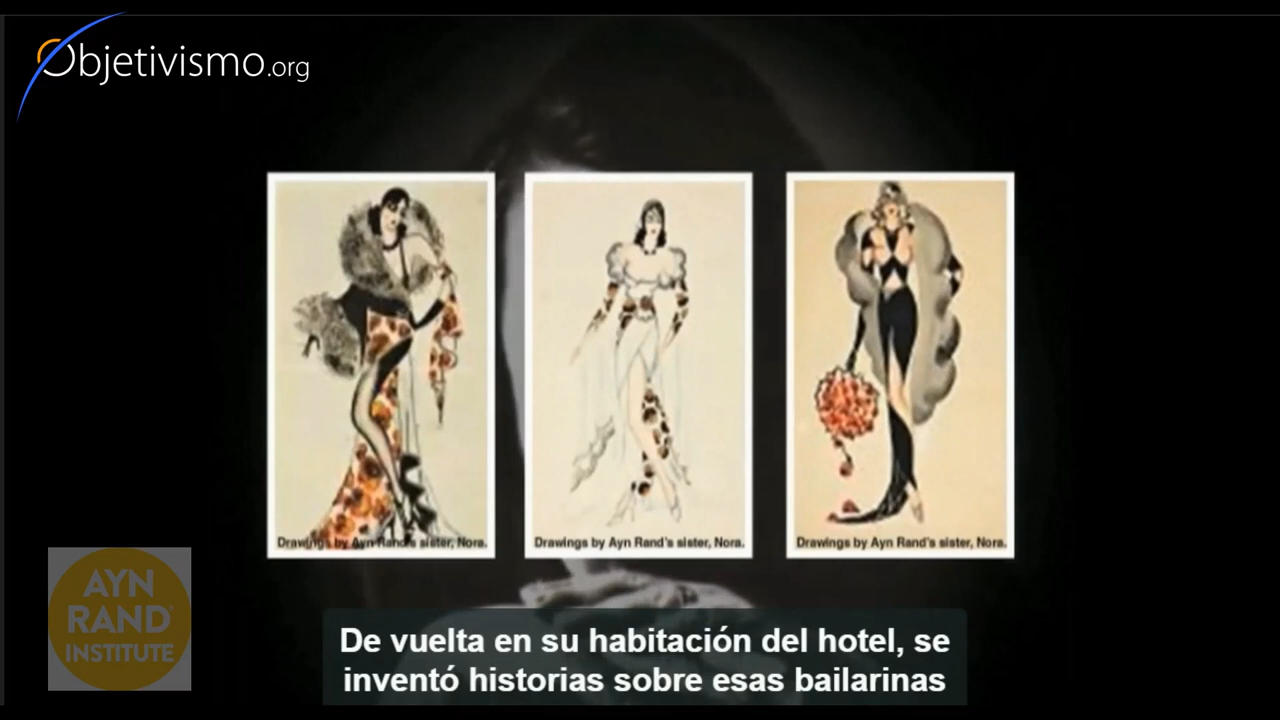 Objetivismo.org
Drawings by Ayn Rand's sister, Nora.
Drawings by Ayn Rand's sister, Nora.
Drawings by Ayn Rand's sister, Nora.
AYN
RAND
INSTITUTE
De vuelta en su habitación del hotel, se
inventó historias sobre esas bailarinas